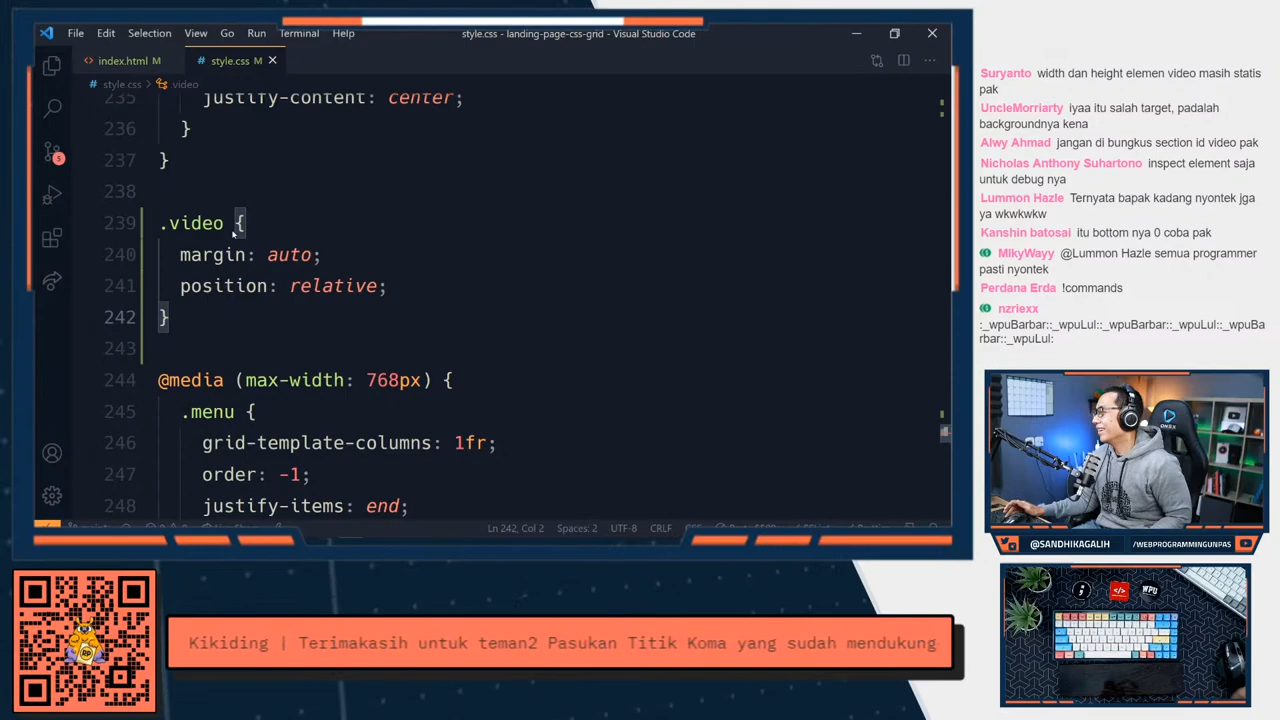 File Edit Selection View Go Run Terminal Help
style.css - landing-page-css-grid - Visual Studio Code
index.html M
# style.css M
# style.css > .video
235 justify-content: center;
236 }
237 }
238
239 .video {
240 margin: auto;
241 position: relative;
242 }
243
244 @media (max-width: 768px) {
245 .menu {
246 grid-template-columns: 1fr;
247 order: -1;
248 justify-items: end;
5
Ln 242, Col 2 Spaces: 2 UTF-8 CRLF
Suryanto width dan height elemen video masih statis
pak
UncleMorriarty iyaa itu salah target, padalah
backgroundnya kena
Alwy Ahmad jangan di bungkus section id video pak
Nicholas Anthony Suhartono inspect element saja
untuk debug nya
Lummon Hazle Ternyata bapak kadang nyontek jga
ya wkwkwkw
Kanshin batosai itu bottom nya 0 coba pak
MIkyWayy @Lummon Hazle semua programmer
pasti nyontek
Perdana Erda !commands
nzriexx
:_wpuBarbar::_wpuLul::_wpuBarbar::_wpuLul::_wpuBa
rbar::_wpuLul:
@SANDHIKAGALIH /WEBPROGRAMMINGUNPAS
; </> WPU
Kikiding | Terimakasih untuk teman2 Pasukan Titik Koma yang sudah mendukung